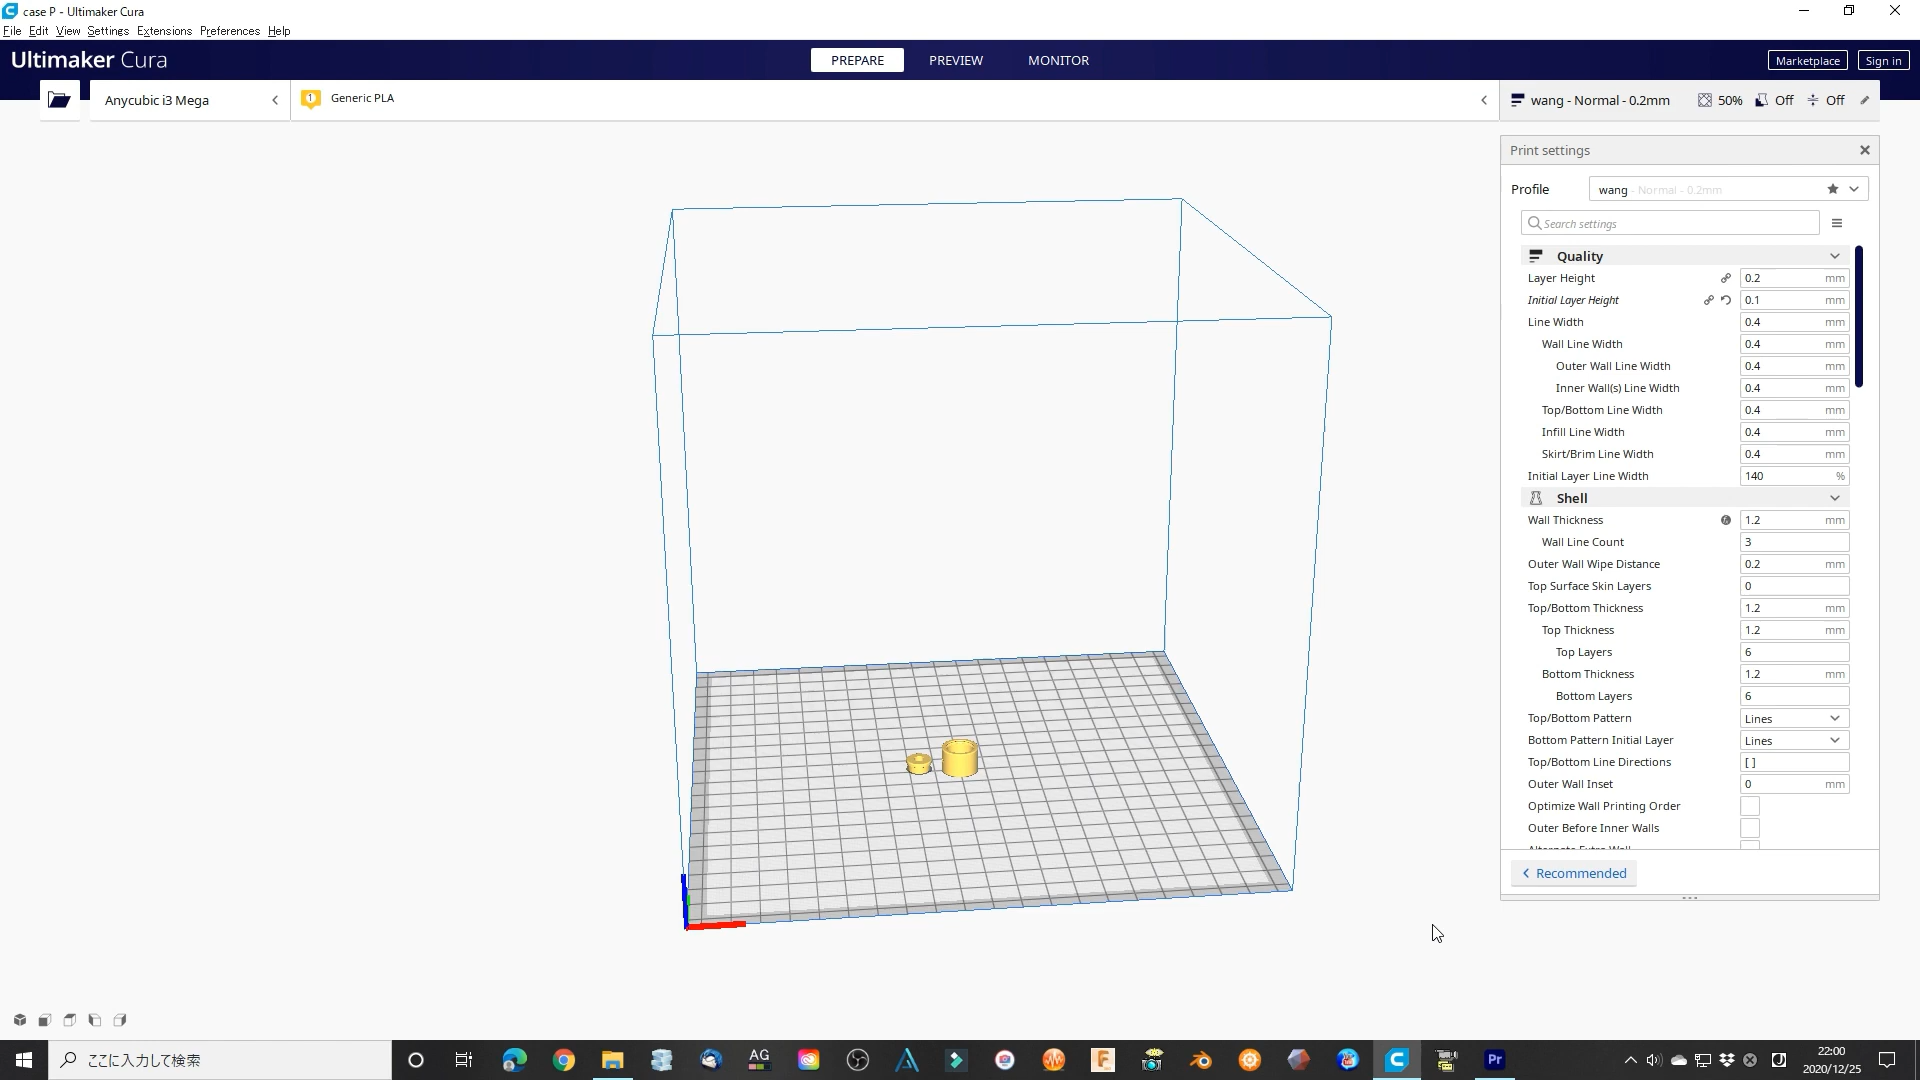 case P - Ultimaker Cura
File Edit View Settings Extensions Preferences Help
Ultimaker Cura
PREPARE
PREVIEW
MONITOR
Marketplace
Sign in
Anycubic i3 Mega
1
Generic PLA
wang - Normal - 0.2mm
50%
Off
Off
Print settings
Profile
wang - Normal - 0.2mm
Search settings
Quality
Layer Height 0.2 mm
Initial Layer Height 0.1 mm
Line Width 0.4 mm
Wall Line Width 0.4 mm
Outer Wall Line Width 0.4 mm
Inner Wall(s) Line Width 0.4 mm
Top/Bottom Line Width 0.4 mm
Infill Line Width 0.4 mm
Skirt/Brim Line Width 0.4 mm
Initial Layer Line Width 140 %
Shell
Wall Thickness 1.2 mm
Wall Line Count 3
Outer Wall Wipe Distance 0.2 mm
Top Surface Skin Layers 0
Top/Bottom Thickness 1.2 mm
Top Thickness 1.2 mm
Top Layers 6
Bottom Thickness 1.2 mm
Bottom Layers 6
Top/Bottom Pattern Lines
Bottom Pattern Initial Layer Lines
Top/Bottom Line Directions [ ]
Outer Wall Inset 0 mm
Optimize Wall Printing Order
Outer Before Inner Walls
Recommended
ここに入力して検索
AG
Pr
22:00
2020/12/25